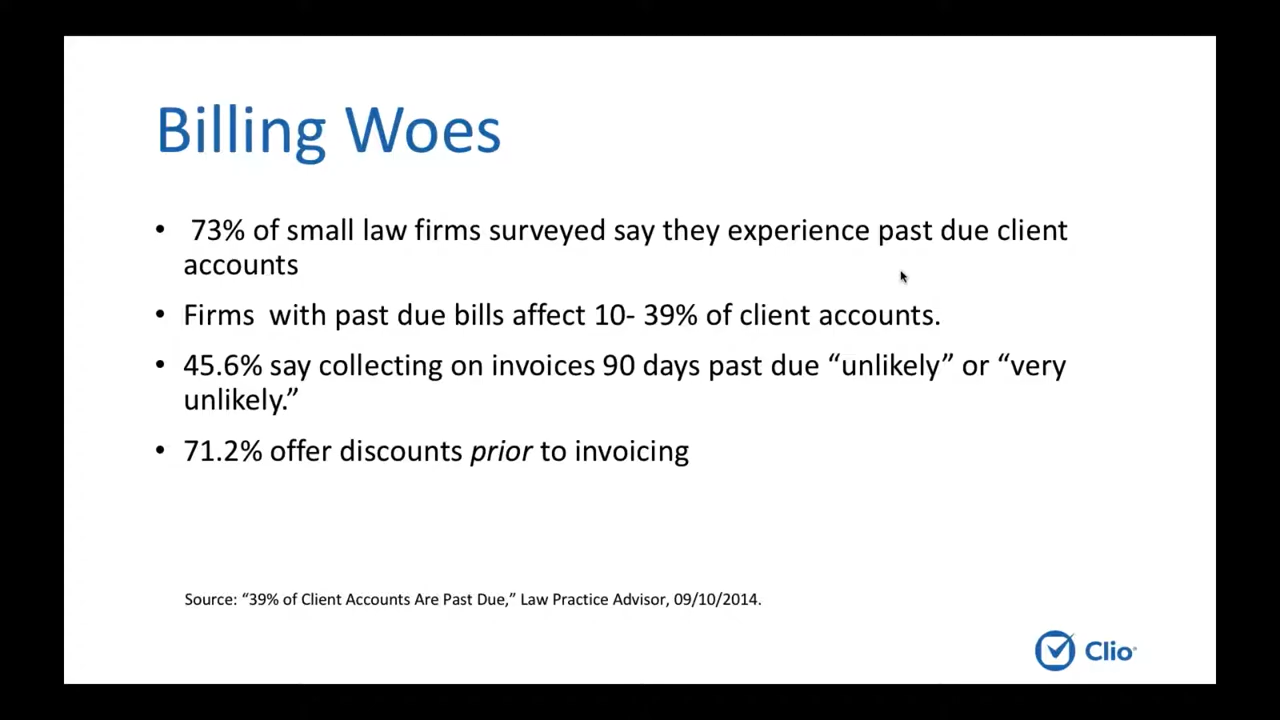 Billing Woes
• 73% of small law firms surveyed say they experience past due client
accounts
• Firms  with past due bills affect 10- 39% of client accounts.
• 45.6% say collecting on invoices 90 days past due “unlikely” or “very
unlikely.”
• 71.2% offer discounts prior to invoicing
Source: “39% of Client Accounts Are Past Due,” Law Practice Advisor, 09/10/2014.
Clio